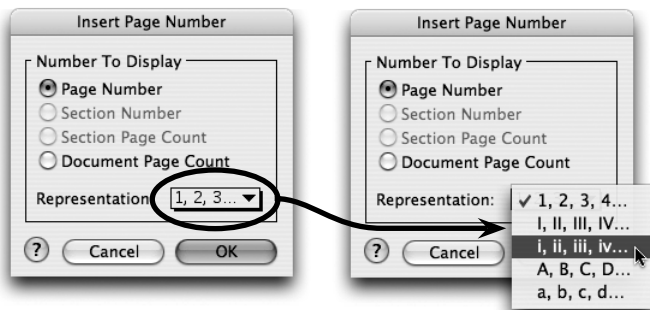 Insert Page Number
Number To Display
Page Number
Section Number
Section Page Count
Document Page Count
Representation 1, 2, 3... 
? Cancel OK
Insert Page Number
Number To Display
Page Number
Section Number
Section Page Count
Document Page Count
Representation: 1, 2, 3, 4...
I, II, III, IV...
i, ii, iii, iv...
A, B, C, D...
a, b, c, d...
? Cancel